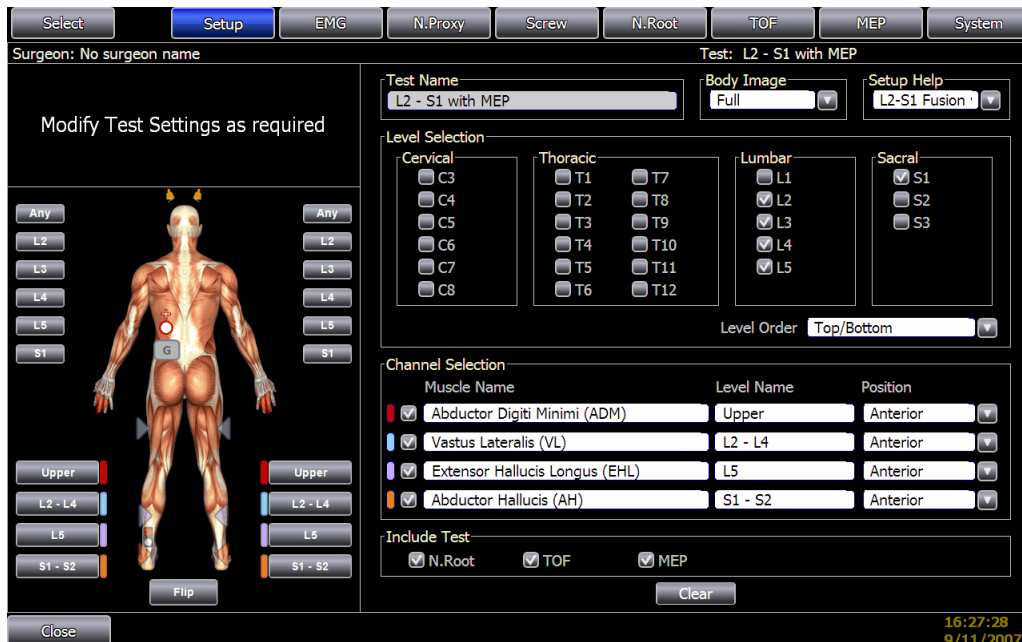 Select Setup EMG N.Proxy Screw N.Root TOF MEP System
Surgeon: No surgeon name
Test: L2 - S1 with MEP
Modify Test Settings as required
Any
L2
L3
L4
L5
S1
Any
L2
L3
L4
L5
S1
G
Upper
L2 - L4
L5
S1 - S2
Upper
L2 - L4
L5
S1 - S2
Flip
Test Name
L2 - S1 with MEP
Body Image
Full
Setup Help
L2-S1 Fusion
Level Selection
Cervical
C3
C4
C5
C6
C7
C8
Thoracic
T1 T7
T2 T8
T3 T9
T4 T10
T5 T11
T6 T12
Lumbar
L1
L2
L3
L4
L5
Sacral
S1
S2
S3
Level Order Top/Bottom
Channel Selection
Muscle Name Level Name Position
Abductor Digiti Minimi (ADM) Upper Anterior
Vastus Lateralis (VL) L2 - L4 Anterior
Extensor Hallucis Longus (EHL) L5 Anterior
Abductor Hallucis (AH) S1 - S2 Anterior
Include Test
N.Root TOF MEP
Clear
Close
16:27:28
9/11/2007